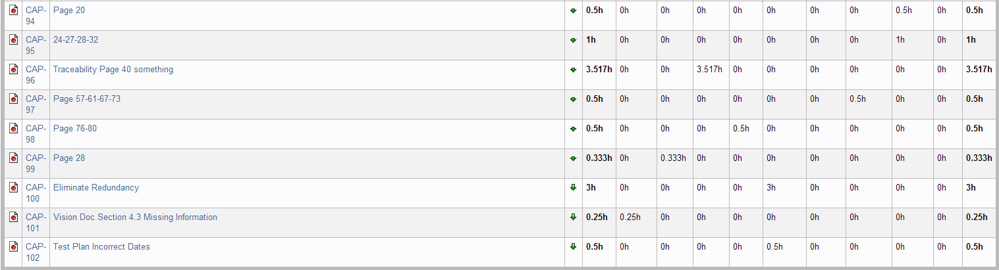 CAP-94 Page 20 0.5h 0h 0h 0h 0h 0h 0h 0h 0.5h 0h 0.5h
CAP-95 24-27-28-32 1h 0h 0h 0h 0h 0h 0h 0h 1h 0h 1h
CAP-96 Traceability Page 40 something 3.517h 0h 0h 3.517h 0h 0h 0h 0h 0h 0h 3.517h
CAP-97 Page 57-61-67-73 0.5h 0h 0h 0h 0h 0h 0h 0.5h 0h 0h 0.5h
CAP-98 Page 76-80 0.5h 0h 0h 0h 0.5h 0h 0h 0h 0h 0h 0.5h
CAP-99 Page 28 0.333h 0h 0.333h 0h 0h 0h 0h 0h 0h 0h 0.333h
CAP-100 Eliminate Redundancy 3h 0h 0h 0h 0h 3h 0h 0h 0h 0h 3h
CAP-101 Vision Doc Section 4.3 Missing Information 0.25h 0.25h 0h 0h 0h 0h 0h 0h 0h 0h 0.25h
CAP-102 Test Plan Incorrect Dates 0.5h 0h 0h 0h 0h 0.5h 0h 0h 0h 0h 0.5h